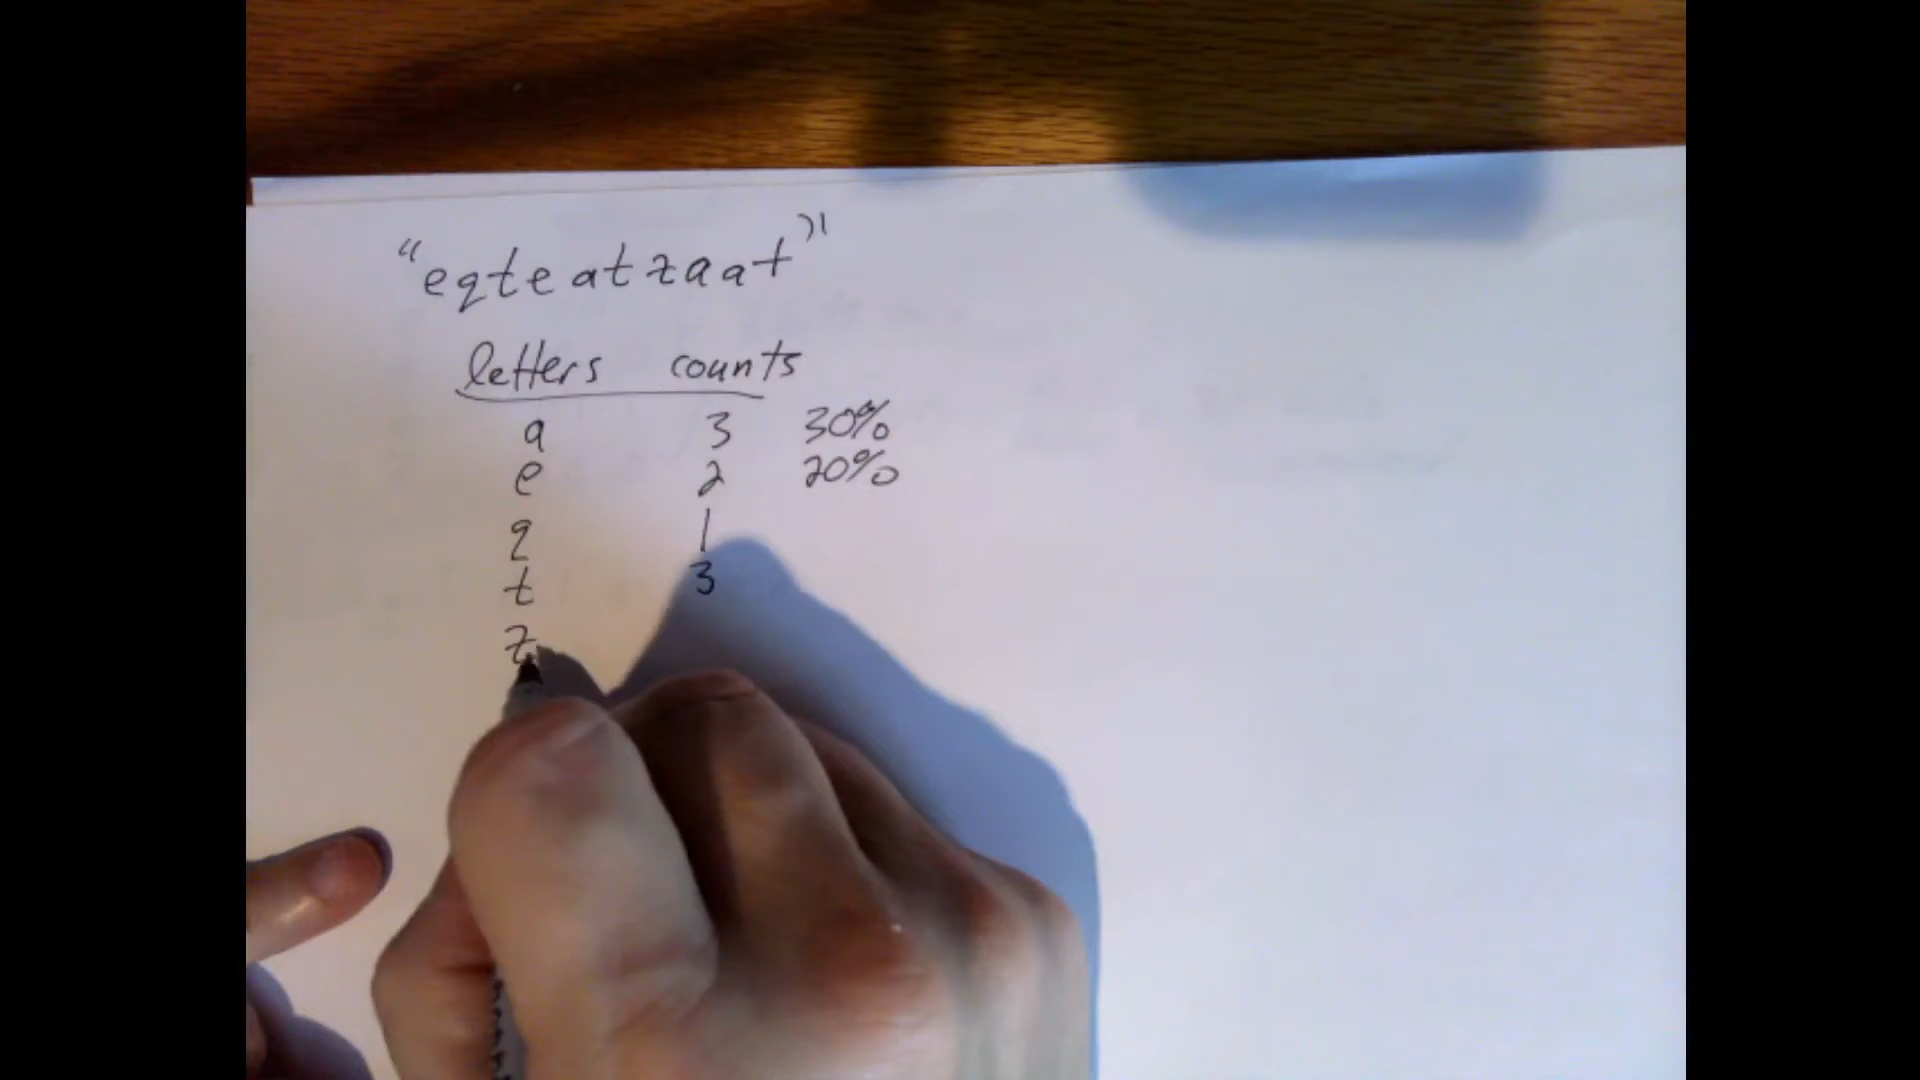 "eqteatzaat"
letters counts
a 3 30%
e 2 20%
q 1
t 3
z